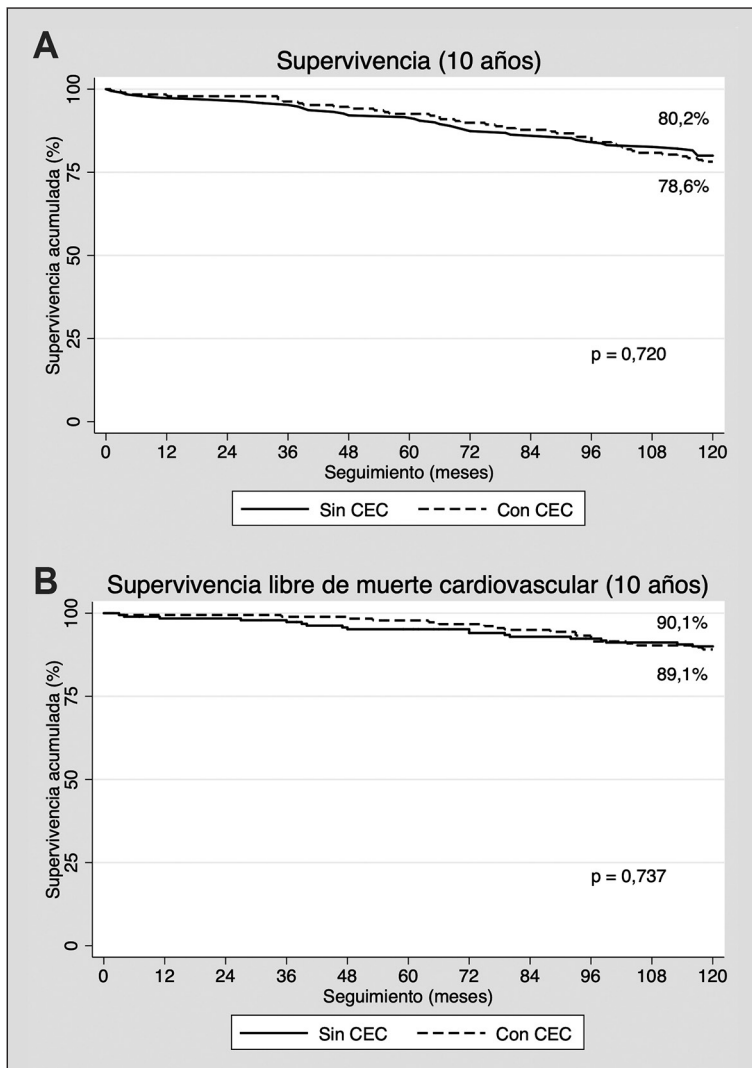 A
Supervivencia (10 años)
Supervivencia acumulada (%)
100
75
50
25
0
80,2%
78,6%
p = 0,720
0 12 24 36 48 60 72 84 96 108 120
Seguimiento (meses)
Sin CEC Con CEC
B
Supervivencia libre de muerte cardiovascular (10 años)
Supervivencia acumulada (%)
100
75
50
25
0
90,1%
89,1%
p = 0,737
0 12 24 36 48 60 72 84 96 108 120
Seguimiento (meses)
Sin CEC Con CEC